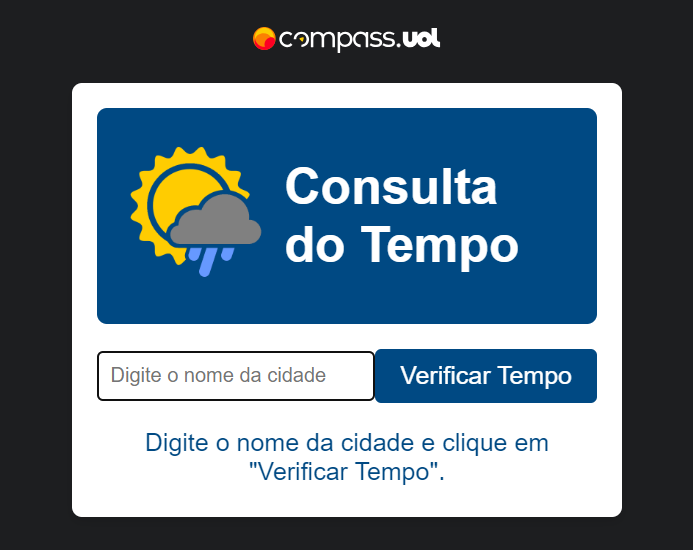 compass.uol
Consulta
do Tempo
Digite o nome da cidade
Verificar Tempo
Digite o nome da cidade e clique em
"Verificar Tempo".